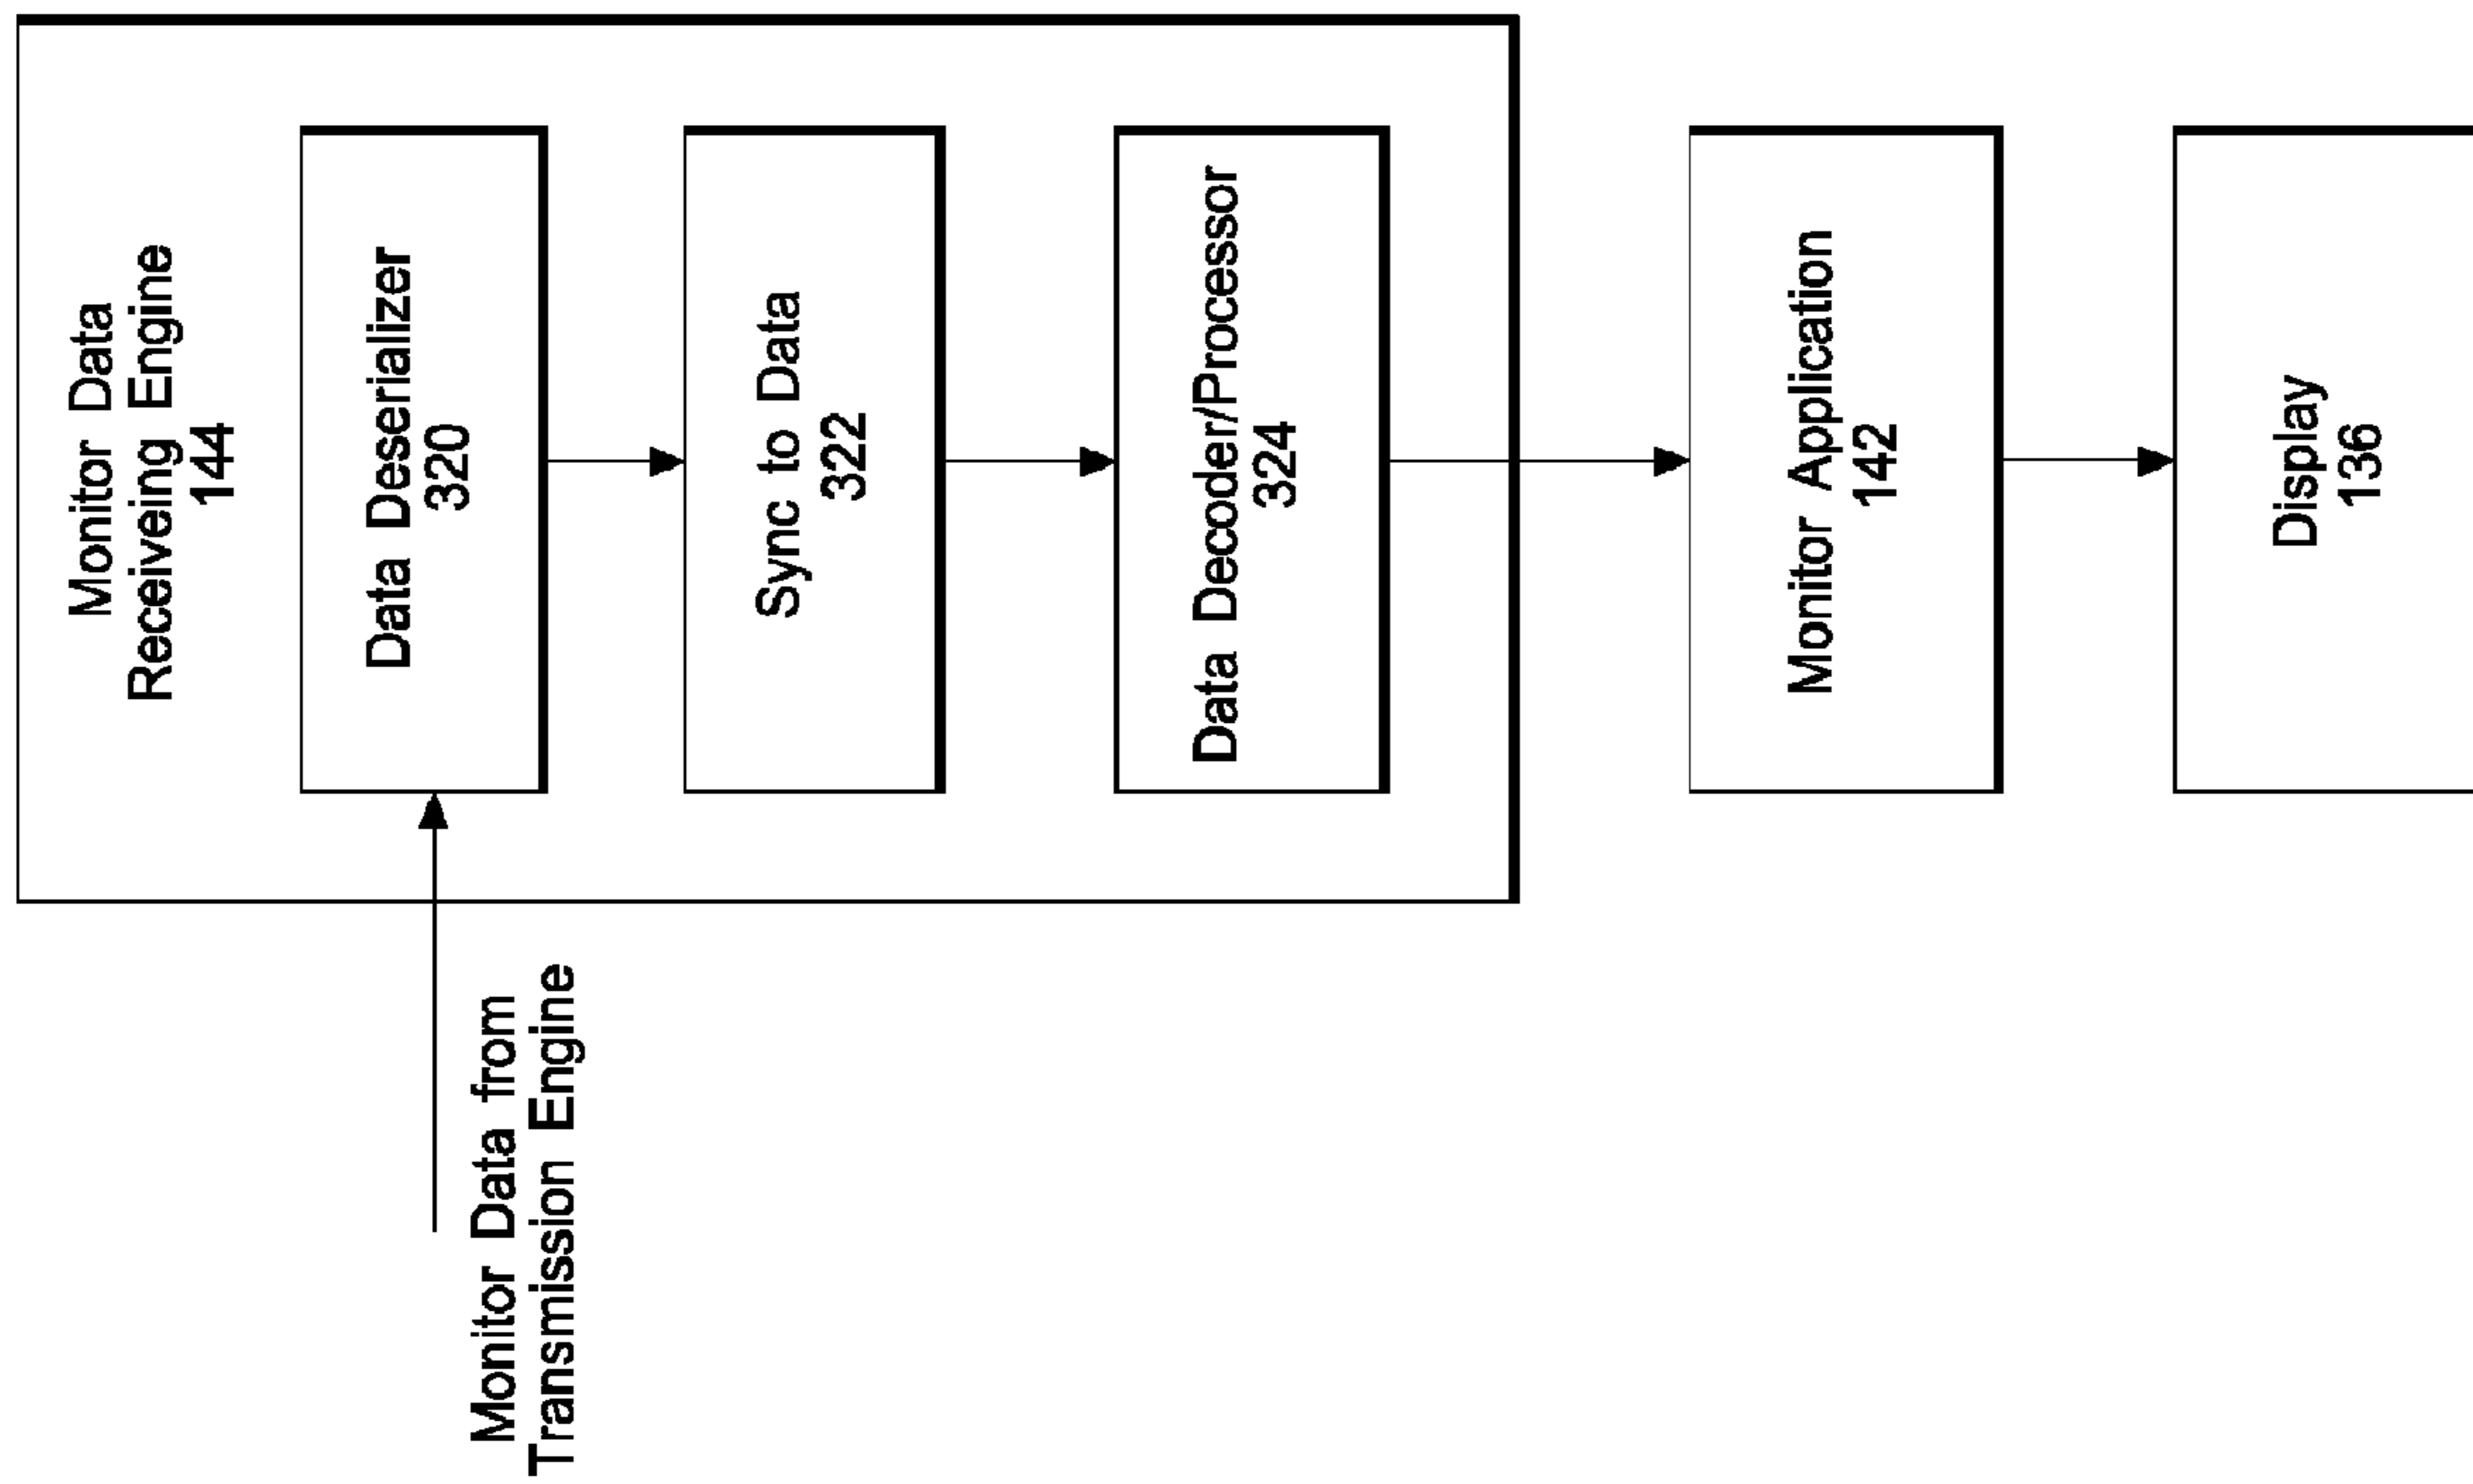 Monitor Data
Receiveing Engine
144
Data Deserializer
320
Sync to Data
322
Data Decoder/Processor
324
Monitor Application
142
Display
136
Monitor Data from
Transmission Engine